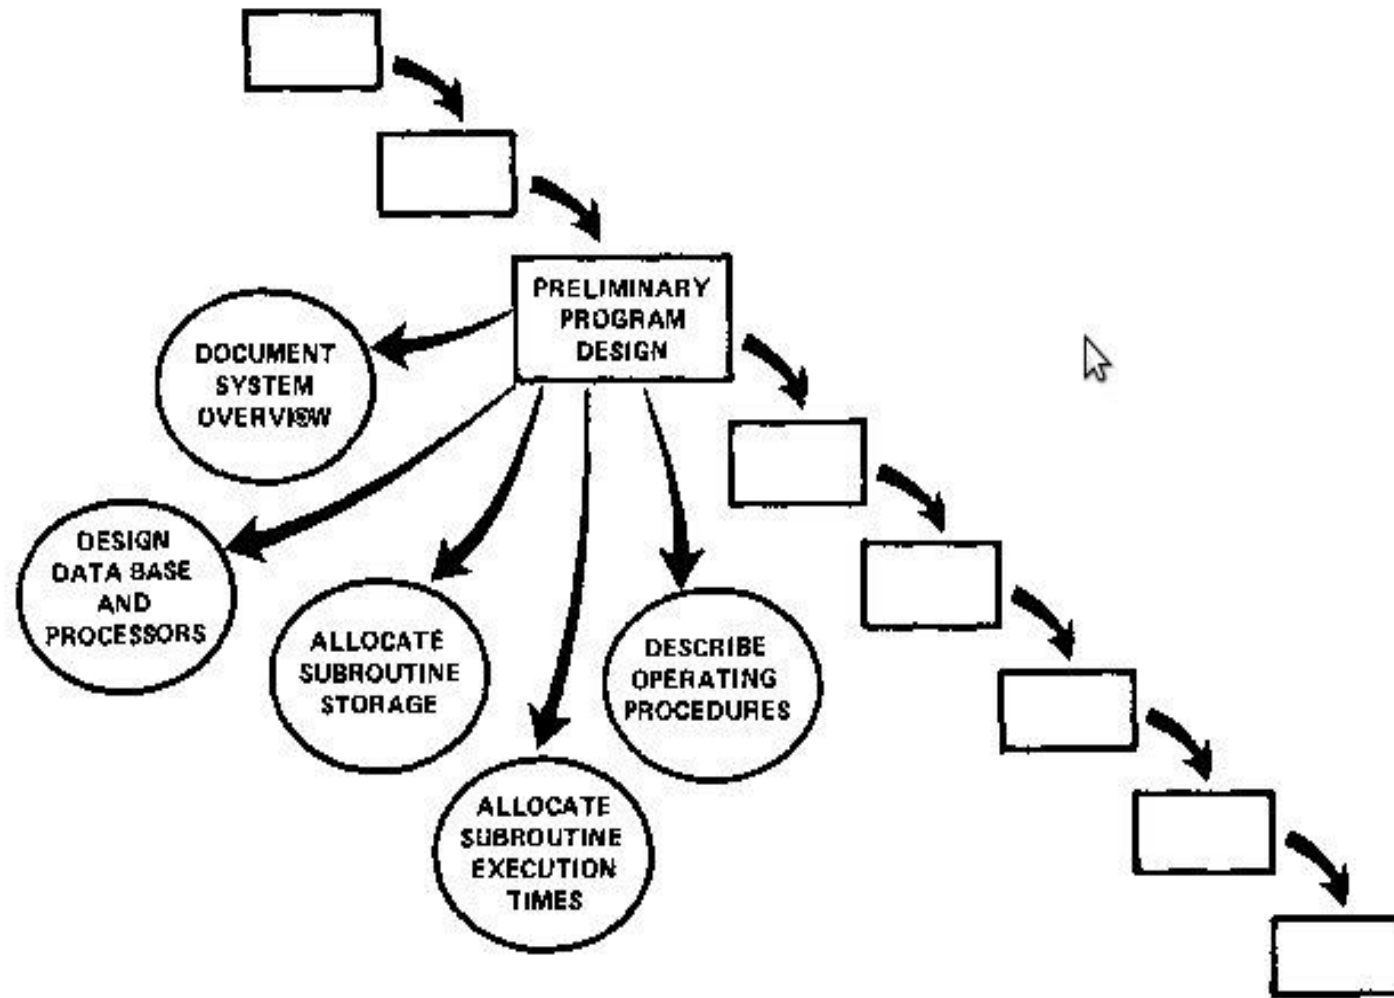 PRELIMINARY
PROGRAM
DESIGN
DOCUMENT
SYSTEM
OVERVIEW
DESIGN
DATA BASE
AND
PROCESSORS
ALLOCATE
SUBROUTINE
STORAGE
ALLOCATE
SUBROUTINE
EXECUTION
TIMES
DESCRIBE
OPERATING
PROCEDURES